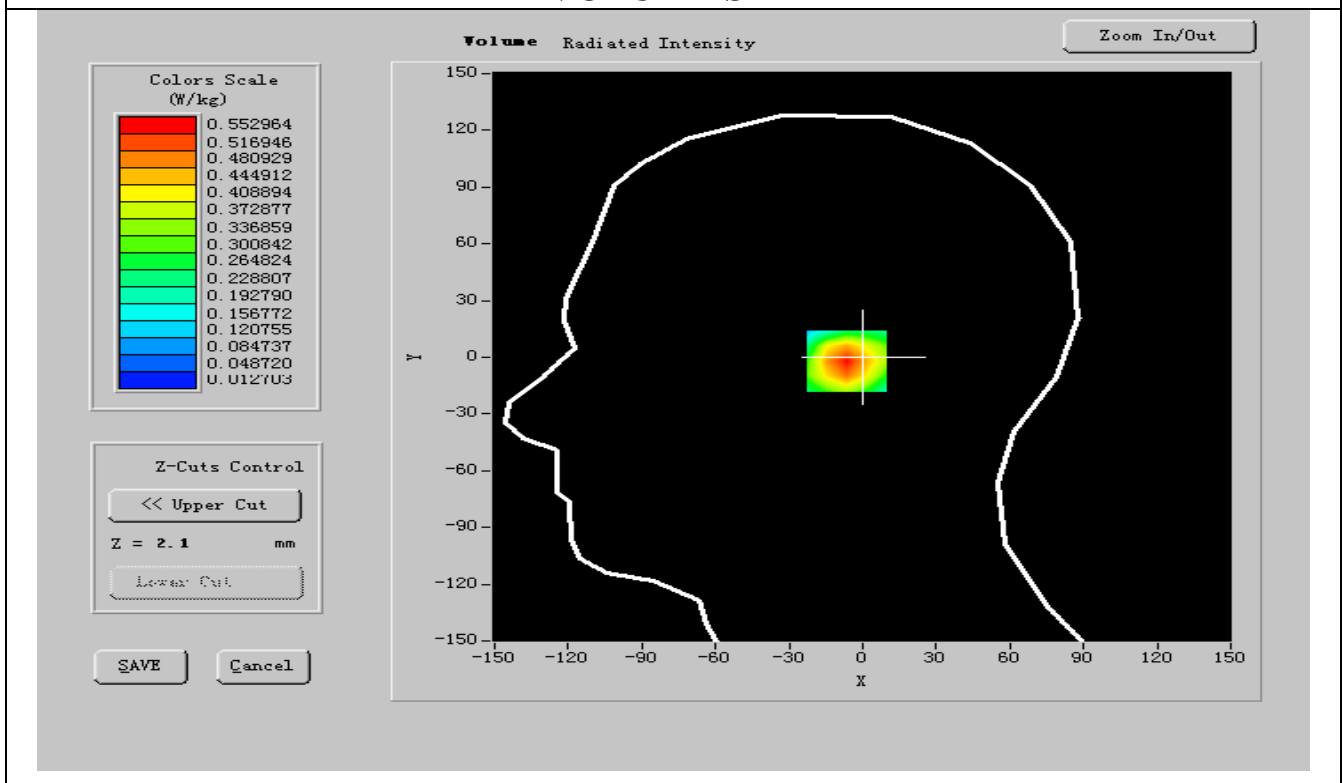 Volume Radiated Intensity
Zoom In/Out
Colors Scale
(W/kg)
0.552964
0.516946
0.480929
0.444912
0.408894
0.372877
0.336859
0.300842
0.264824
0.228807
0.192790
0.156772
0.120755
0.084737
0.048720
0.012703
Z-Cuts Control
<< Upper Cut
Z = 2.1 mm
Lower Cut
SAVE Cancel
150
120
90
60
30
0
-30
-60
-90
-120
-150
Y
-150 -120 -90 -60 -30 0 30 60 90 120 150
X